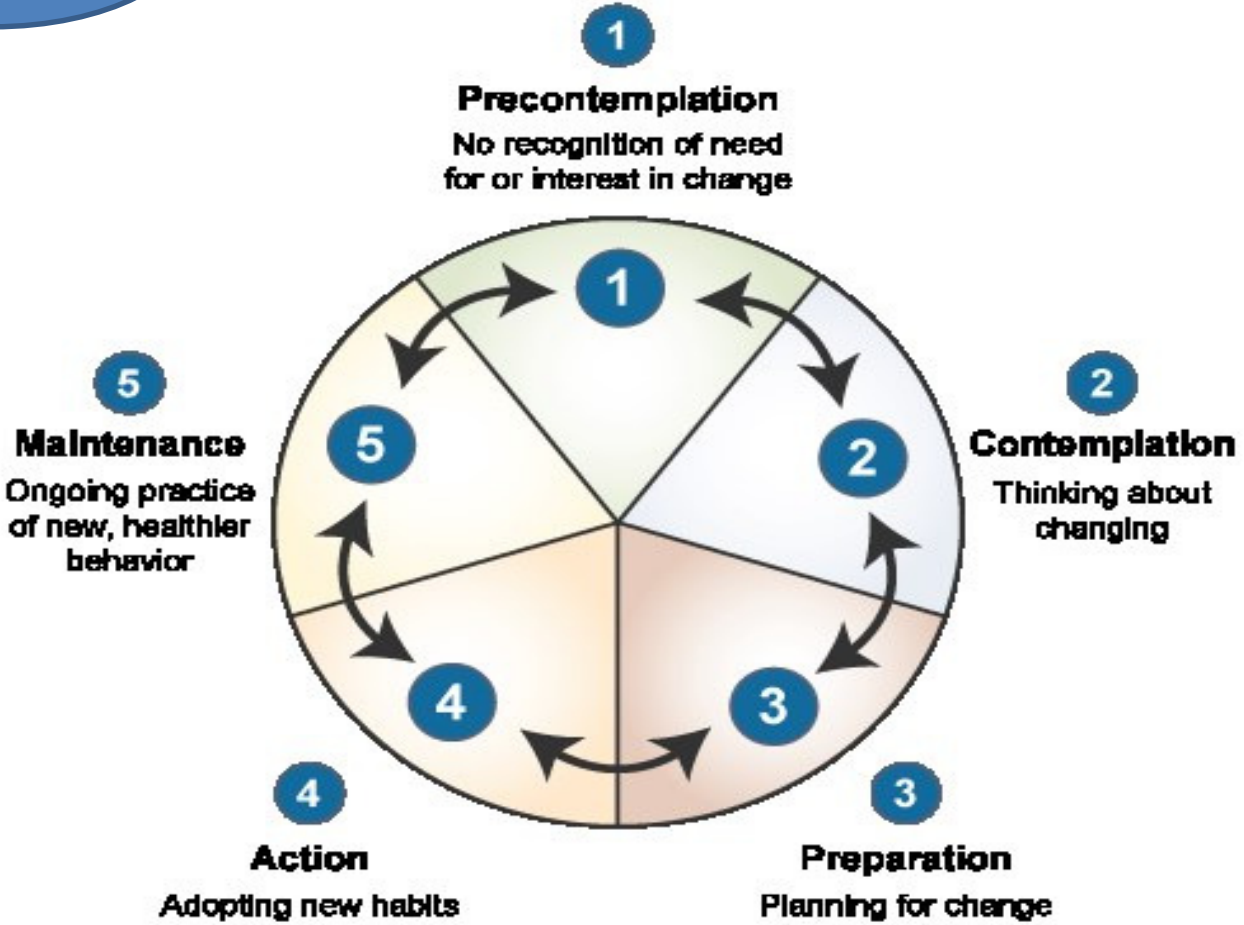 1
Precontemplation
No recognition of need
for or interest in change
1
2
Contemplation
Thinking about
changing
2
3
3
Preparation
Planning for change
4
4
Action
Adopting new habits
5
5
Maintenance
Ongoing practice
of new, healthier
behavior